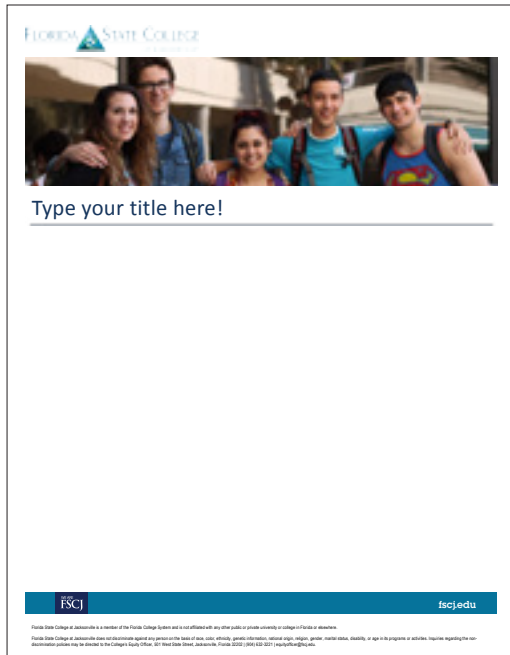 FLORIDA STATE COLLEGE
Type your title here!
WE ARE
FSCJ
fscj.edu
Florida State College at Jacksonville is a member of the Florida College System and is not affiliated with any other public or private university or college in Florida or elsewhere.
Florida State College at Jacksonville does not discriminate against any person on the basis of race, color, ethnicity, genetic information, national origin, religion, gender, marital status, disability, or age in its programs or activities. Inquiries regarding the non-
discrimination policies may be directed to the College's Equity Officer, 501 West State Street, Jacksonville, Florida 32202 | (904) 632-3221 | equityofficer@fscj.edu.